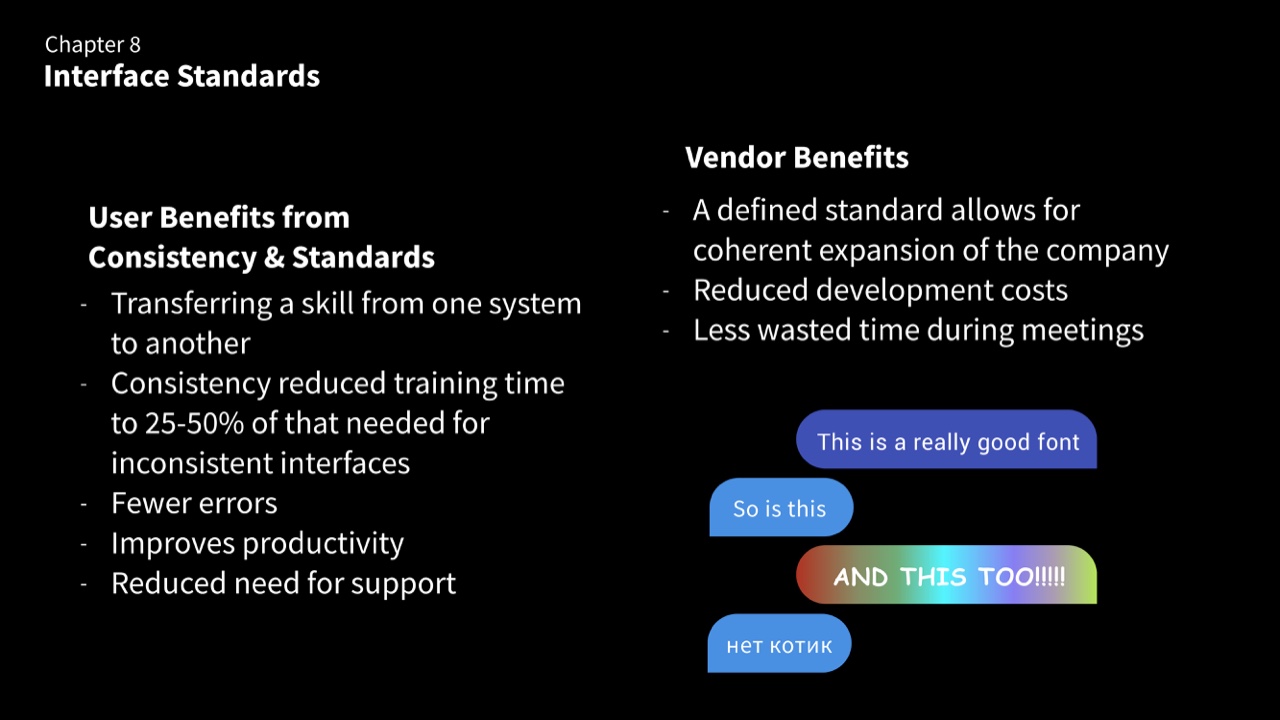 Chapter 8
Interface Standards
User Benefits from
Consistency & Standards
- Transferring a skill from one system
to another
- Consistency reduced training time
to 25-50% of that needed for
inconsistent interfaces
- Fewer errors
- Improves productivity
- Reduced need for support
Vendor Benefits
- A defined standard allows for
coherent expansion of the company
- Reduced development costs
- Less wasted time during meetings
This is a really good font
So is this
AND THIS TOO!!!!!
нет котик